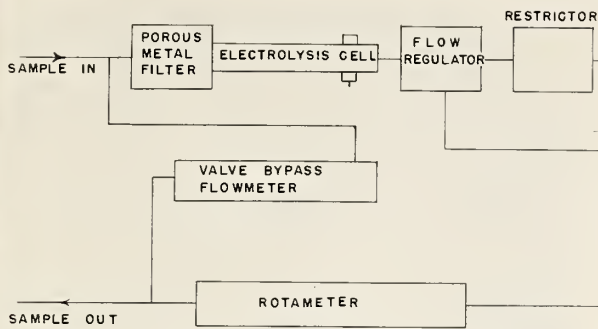 RESTRICTOR
POROUS
METAL
FILTER
ELECTROLYSIS CELL
FLOW
REGULATOR
SAMPLE IN
VALVE BYPASS
FLOWMETER
ROTAMETER
SAMPLE OUT